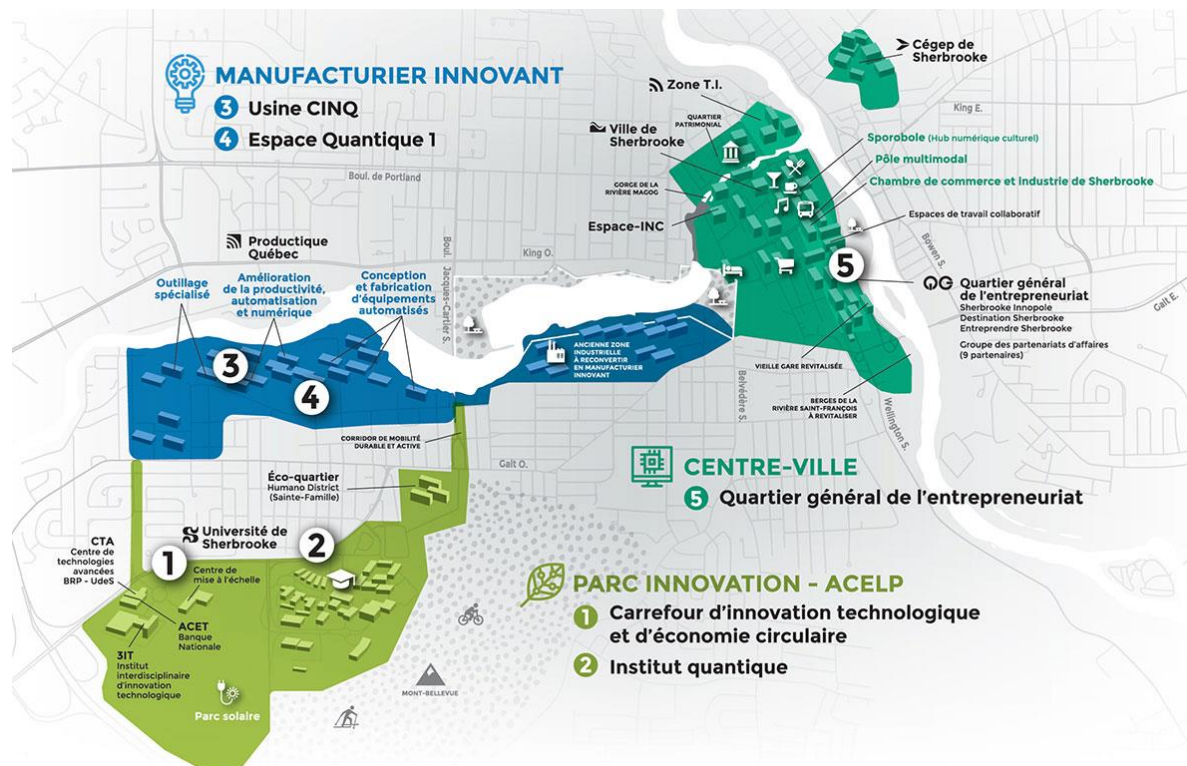 MANUFACTURIER INNOVANT
3 Usine CINQ
4 Espace Quantique 1
Cégep de
Sherbrooke
King E.
Zone T.I.
QUARTIER
PATRIMONIAL
Ville de
Sherbrooke
Sporobole (Hub numérique culturel)
Pôle multimodal
Chambre de commerce et industrie de Sherbrooke
Boul. de Portland
GORGE DE LA
RIVIÈRE MAGOG
Espace-INC
Espaces de travail collaboratif
Bowen S.
Productique
Québec
Boul. Jacques-Cartier S.
King O.
Outillage
spécialisé
Amélioration
de la productivité,
automatisation
et numérique
Conception
et fabrication
d'équipements
automatisés
5
QG Quartier général
de l'entrepreneuriat
Sherbrooke Innopole
Destination Sherbrooke
Entreprendre Sherbrooke
Groupe des partenariats d'affaires
(9 partenaires)
Galt E.
3
4
ANCIENNE ZONE
INDUSTRIELLE
À RECONVERTIR
EN MANUFACTURIER
INNOVANT
VIEILLE GARE REVITALISÉE
Belvédère S.
BERGES DE LA
RIVIÈRE SAINT-FRANÇOIS
À REVITALISER
Wellington S.
CORRIDOR DE MOBILITÉ
DURABLE ET ACTIVE
Galt O.
Éco-quartier
Humano District
(Sainte-Famille)
CENTRE-VILLE
5 Quartier général de l'entrepreneuriat
Université de
Sherbrooke
2
1
CTA
Centre de
technologies
avancées
BRP - UdeS
Centre de
mise à l'échelle
ACET
Banque
Nationale
3IT
Institut
interdisciplinaire
d'innovation
technologique
Parc solaire
MONT-BELLEVUE
PARC INNOVATION - ACELP
1 Carrefour d'innovation technologique
et d'économie circulaire
2 Institut quantique